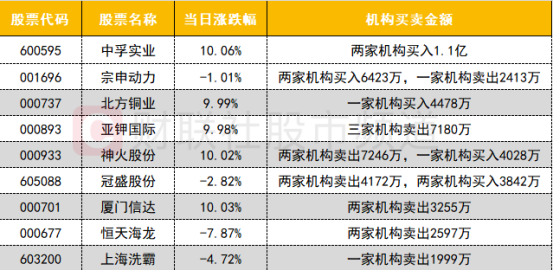 股票代码 股票名称 当日涨跌幅 机构买卖金额
600595 中孚实业 10.06% 两家机构买入1.1亿
001696 宗申动力 -1.01% 两家机构买入6423万，一家机构卖出2413万
000737 北方铜业 9.99% 一家机构买入4478万
000893 亚钾国际 9.98% 三家机构卖出7180万
000933 神火股份 10.02% 两家机构卖出7246万，一家机构买入4028万
605088 冠盛股份 -2.82% 两家机构卖出4172万，两家机构买入3842万
000701 厦门信达 10.03% 两家机构卖出3255万
000677 恒天海龙 -7.87% 两家机构卖出2597万
603200 上海洗霸 -4.72% 一家机构卖出1999万